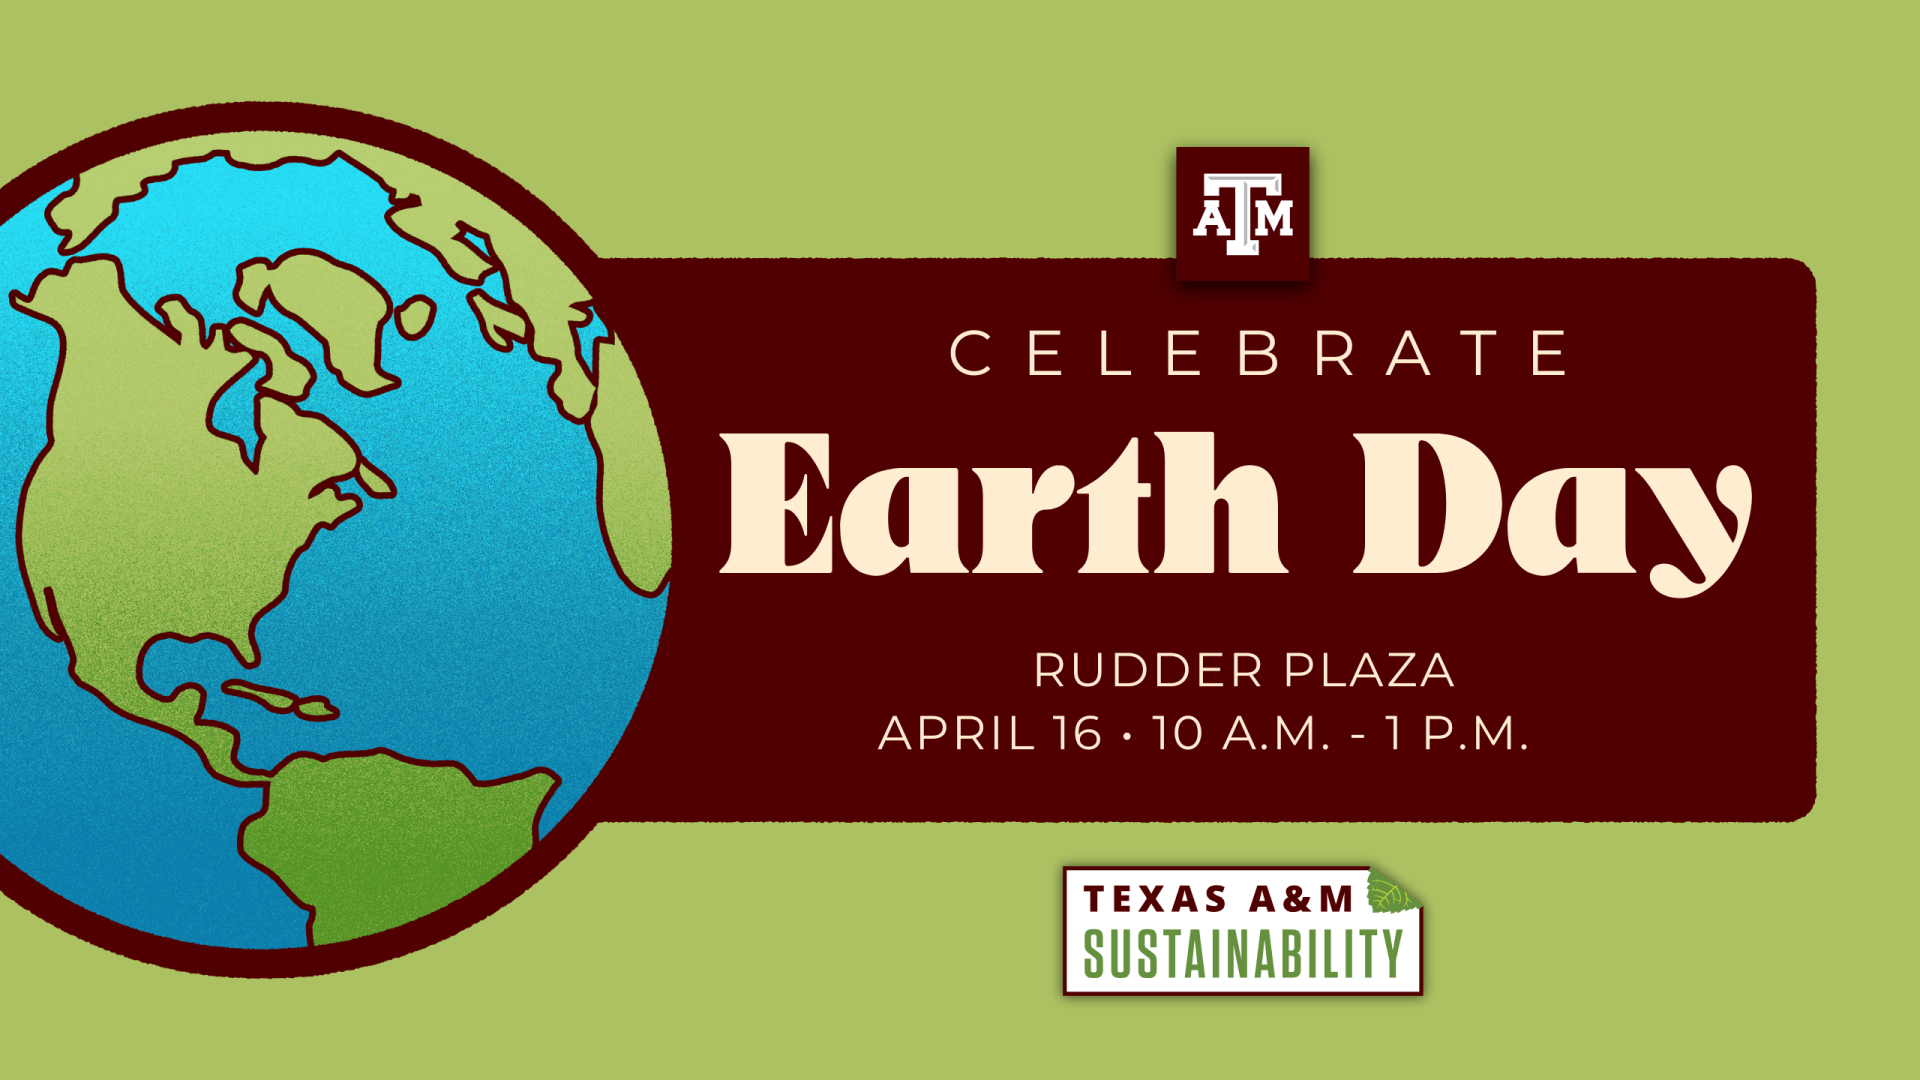 ATM
CELEBRATE
Earth Day
RUDDER PLAZA
APRIL 16 • 10 A.M. - 1 P.M.
TEXAS A&M
SUSTAINABILITY